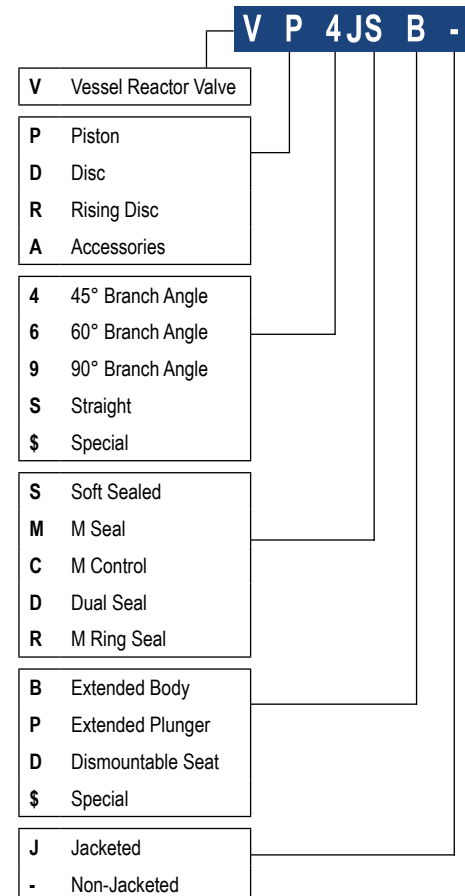 V P 4JS B -
V Vessel Reactor Valve
P Piston
D Disc
R Rising Disc
A Accessories
4 45° Branch Angle
6 60° Branch Angle
9 90° Branch Angle
S Straight
$ Special
S Soft Sealed
M M Seal
C M Control
D Dual Seal
R M Ring Seal
B Extended Body
P Extended Plunger
D Dismountable Seat
$ Special
J Jacketed
- Non-Jacketed